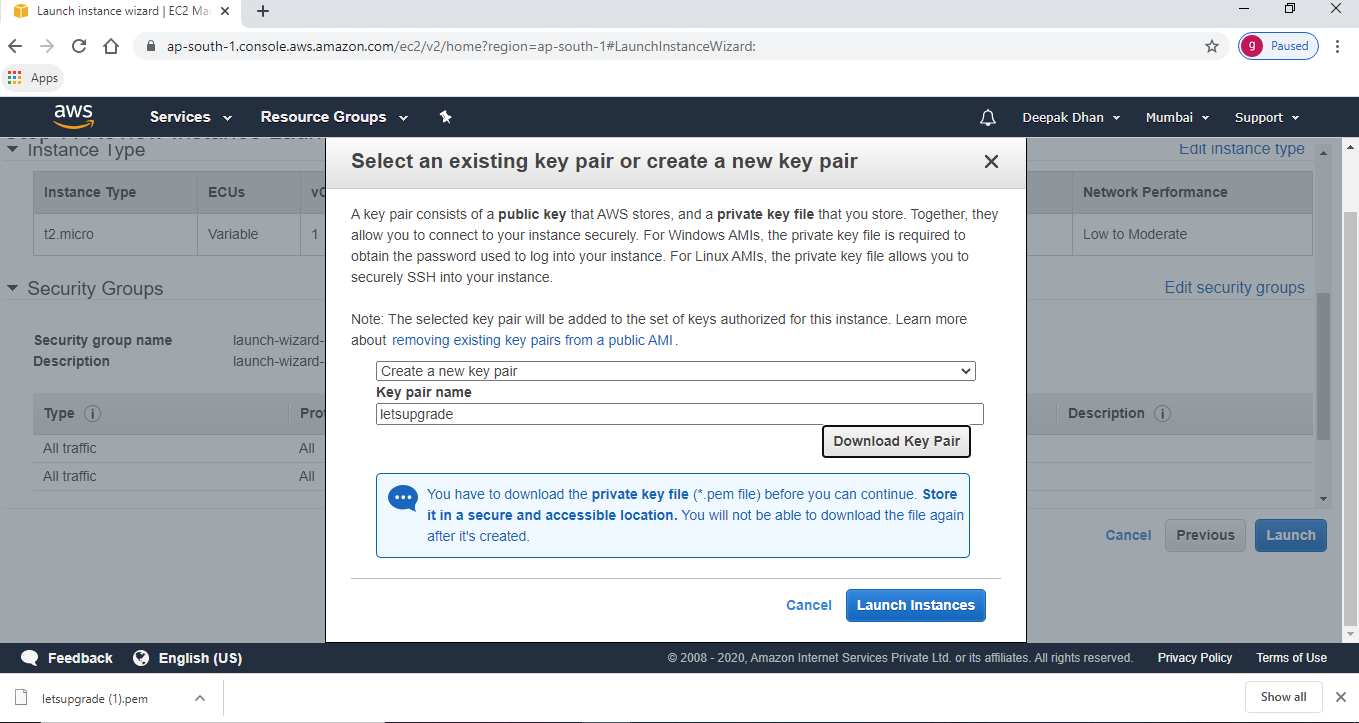 Launch instance wizard | EC2 Ma
ap-south-1.console.aws.amazon.com/ec2/v2/home?region=ap-south-1#LaunchInstanceWizard:
g Paused
Apps
aws Services Resource Groups Deepak Dhan Mumbai Support
Instance Type Edit instance type
Instance Type ECUs Network Performance
t2.micro Variable 1 Low to Moderate
Security Groups Edit security groups
Security group name launch-wizard-
Description launch-wizard-
Type Description
All traffic All
All traffic All
Cancel Previous Launch
Select an existing key pair or create a new key pair
A key pair consists of a public key that AWS stores, and a private key file that you store. Together, they
allow you to connect to your instance securely. For Windows AMIs, the private key file is required to
obtain the password used to log into your instance. For Linux AMIs, the private key file allows you to
securely SSH into your instance.
Note: The selected key pair will be added to the set of keys authorized for this instance. Learn more
about removing existing key pairs from a public AMI.
Create a new key pair
Key pair name
letsupgrade
Download Key Pair
You have to download the private key file (*.pem file) before you can continue. Store
it in a secure and accessible location. You will not be able to download the file again
after it's created.
Cancel Launch Instances
Feedback English (US) © 2008 - 2020, Amazon Internet Services Private Ltd. or its affiliates. All rights reserved. Privacy Policy Terms of Use
letsupgrade (1).pem Show all